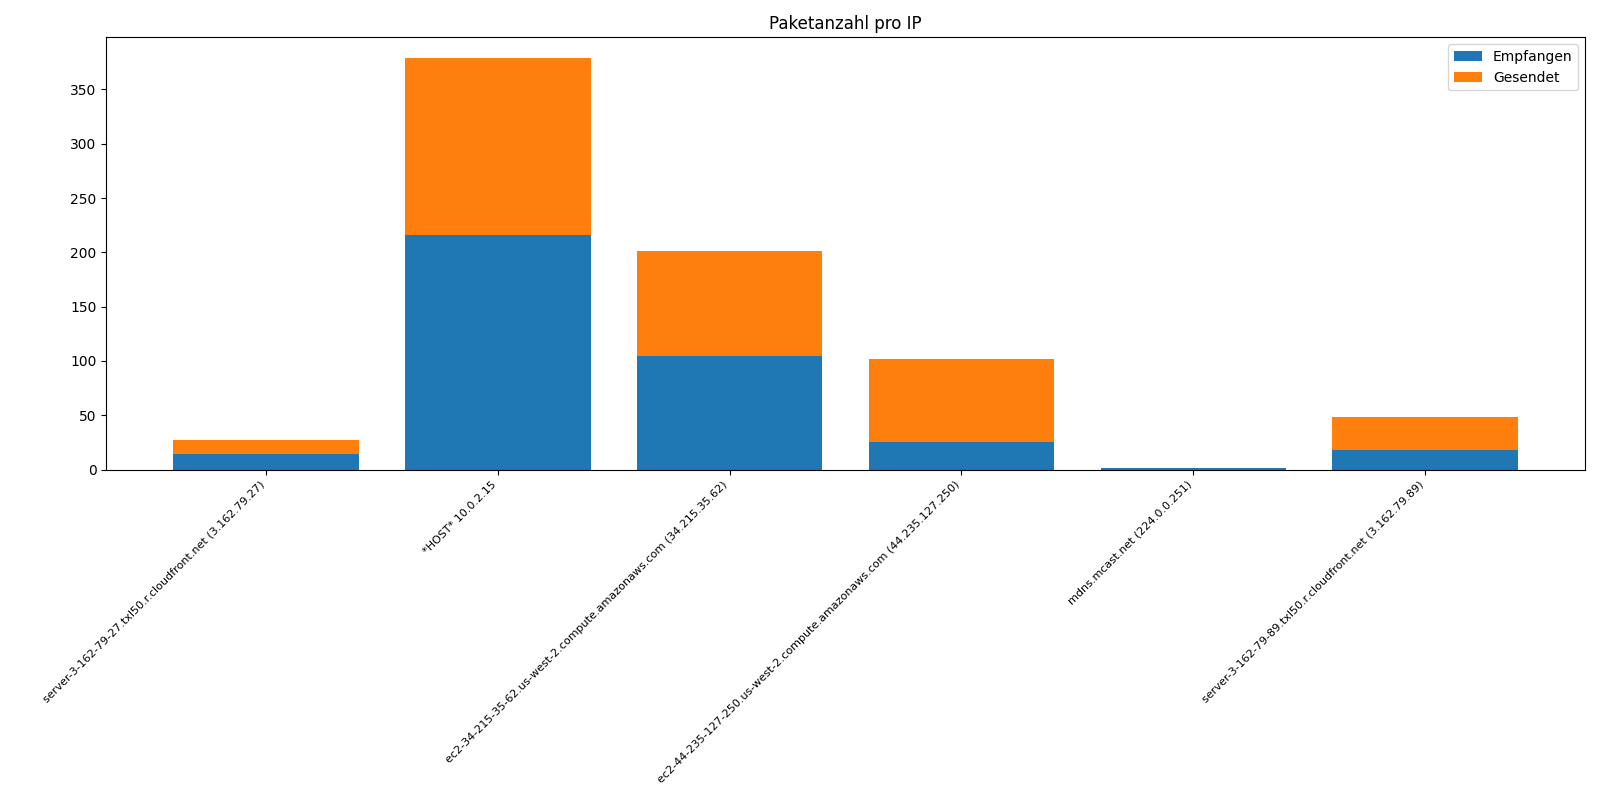 Paketanzahl pro IP
Empfangen
Gesendet
350
300
250
200
150
100
50
0
server-3-162-79-27.txl50.r.cloudfront.net (3.162.79.27)
*HOST* 10.0.2.15
ec2-34-215-35-62.us-west-2.compute.amazonaws.com (34.215.35.62)
ec2-44-235-127-250.us-west-2.compute.amazonaws.com (44.235.127.250)
mdns.mcast.net (224.0.0.251)
server-3-162-79-89.txl50.r.cloudfront.net (3.162.79.89)